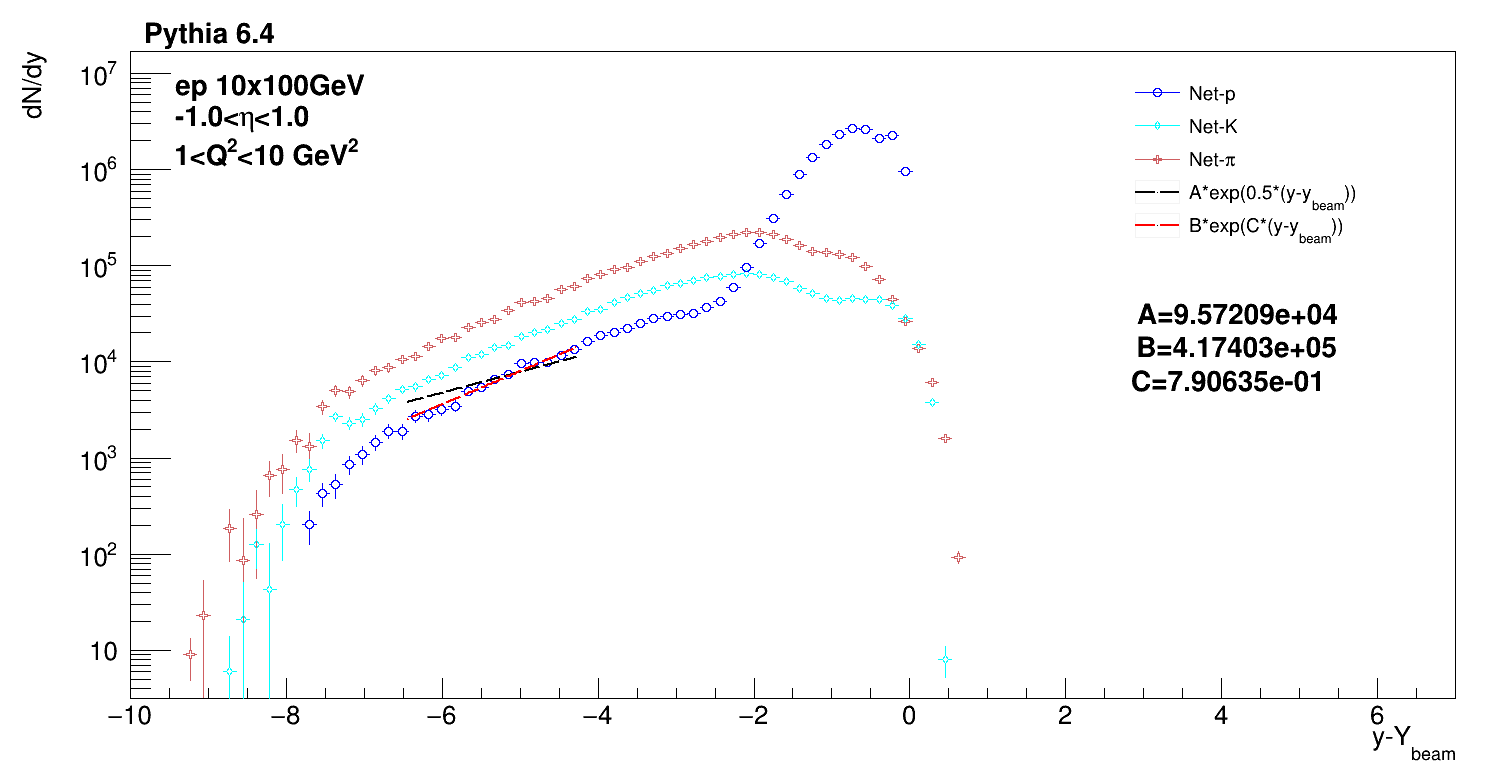 Pythia 6.4
dN/dy
ep 10x100GeV
-1.0<η<1.0
1<Q²<10 GeV²
Net-p
Net-K
Net-π
A*exp(0.5*(y-y_beam))
B*exp(C*(y-y_beam))
A=9.57209e+04
B=4.17403e+05
C=7.90635e-01
10⁷
10⁶
10⁵
10⁴
10³
10²
10
−10 −8 −6 −4 −2 0 2 4 6
y-Y_beam